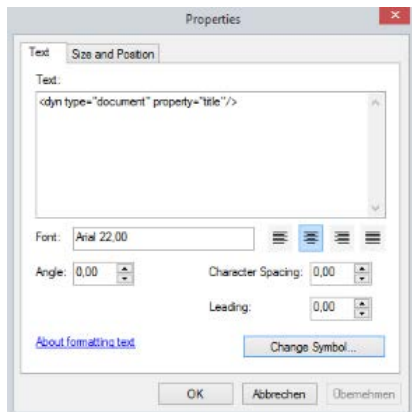 Properties
Text
Size and Position
Text:
<dyn type="document" property="title"/>
Font: Arial 22,00
Angle: 0,00
Character Spacing: 0,00
Leading: 0,00
About formatting text
Change Symbol...
OK
Abbrechen
Übernehmen